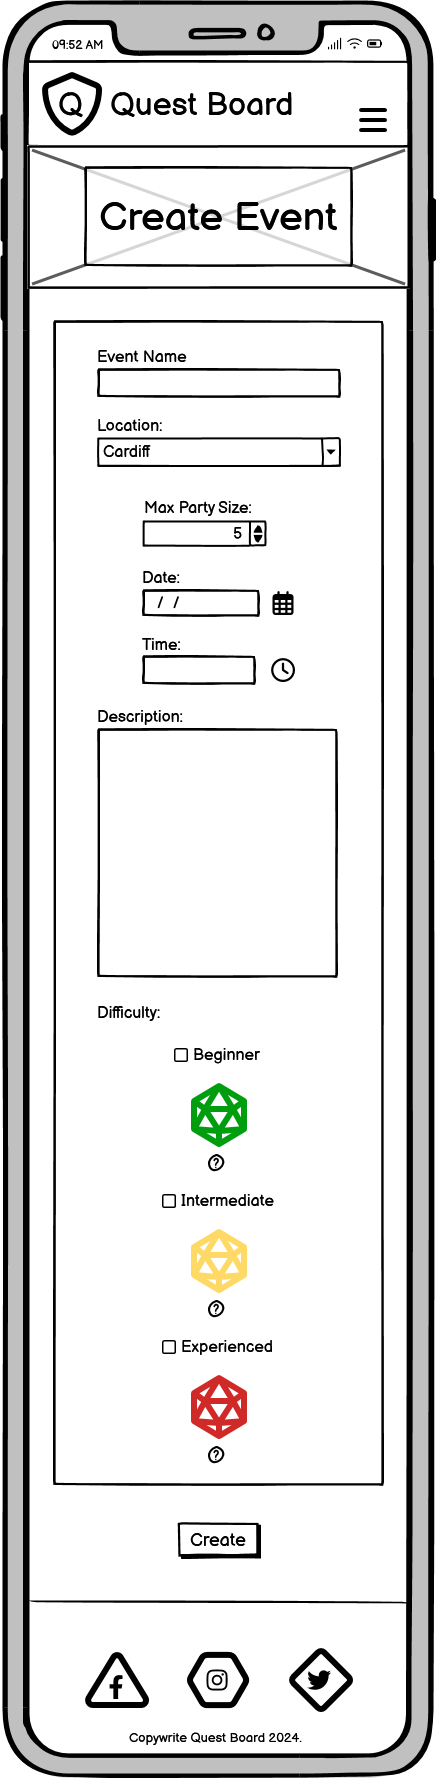 09:52 AM
Q Quest Board
Create Event
Event Name
Location:
Cardiff
Max Party Size:
5
Date:
/ /
Time:
Description:
Difficulty:
Beginner
?
Intermediate
?
Experienced
?
Create
Copywrite Quest Board 2024.